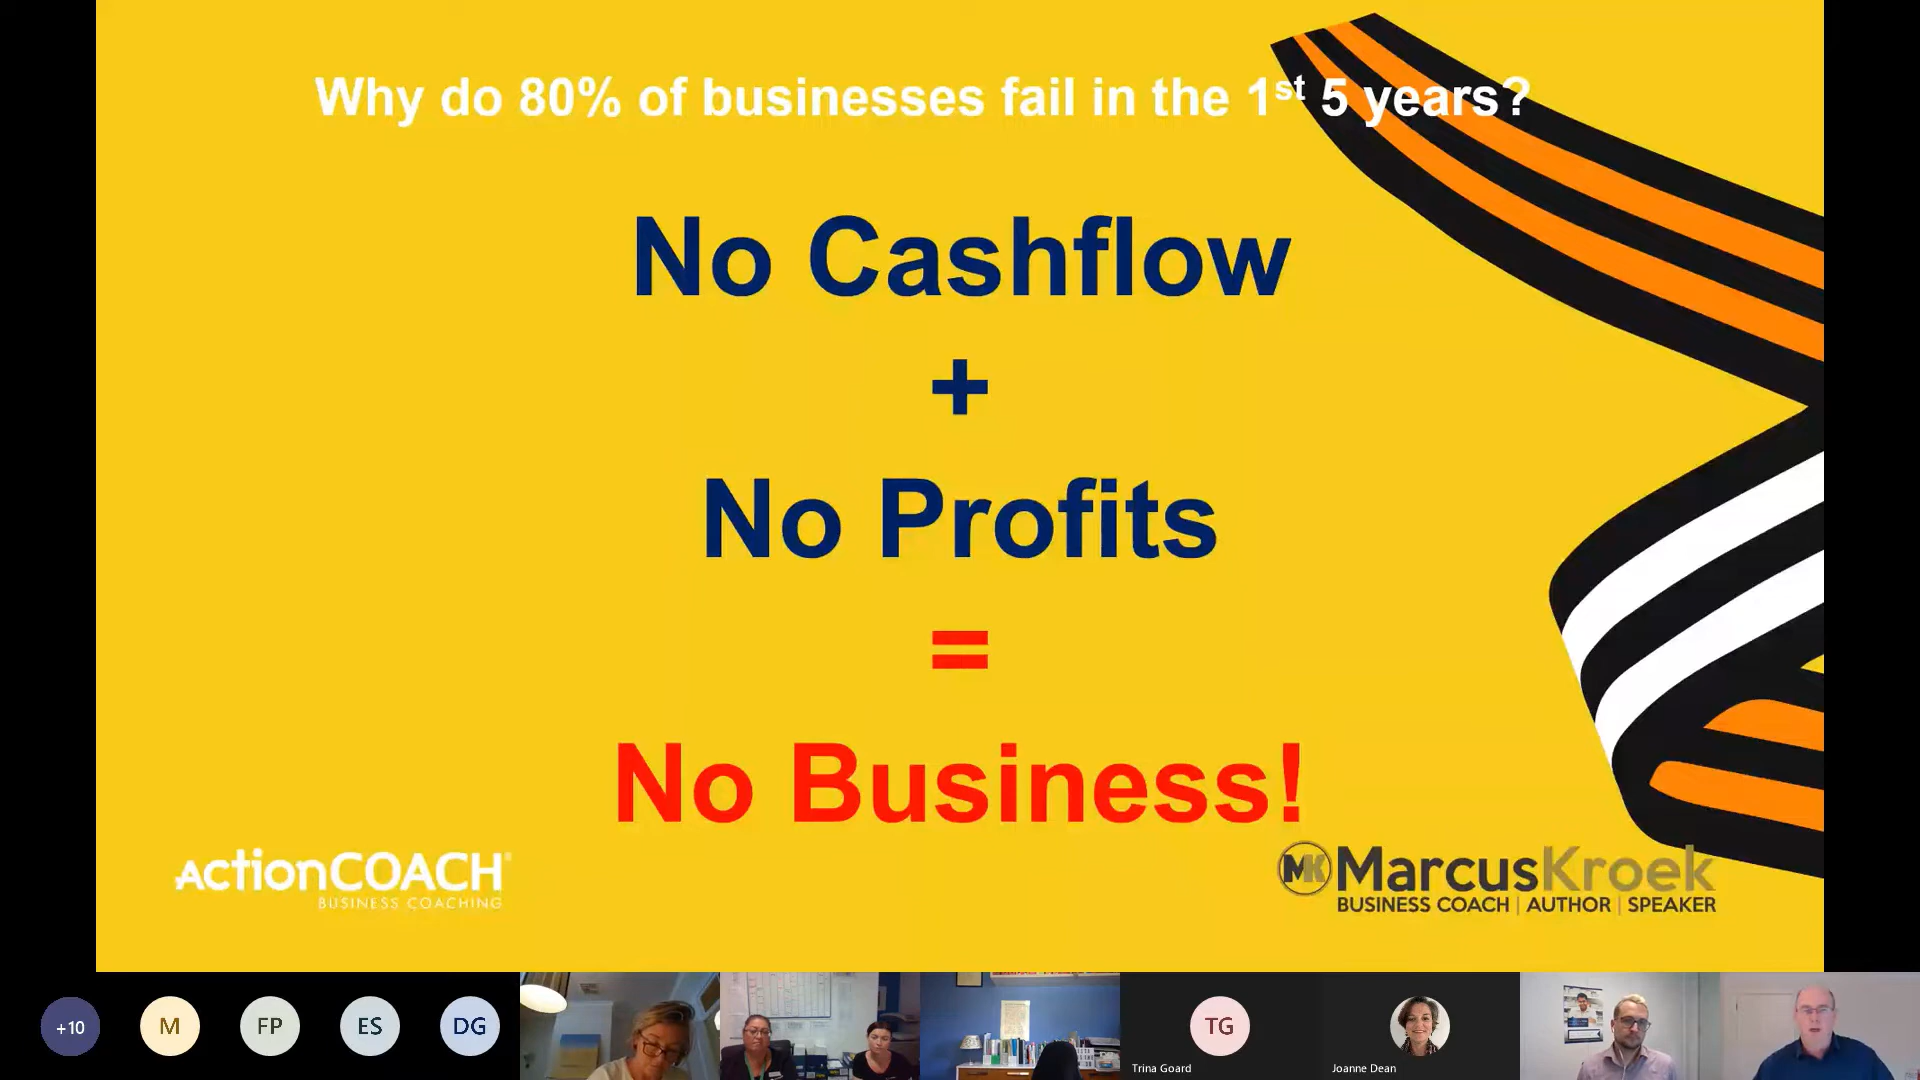 Why do 80% of businesses fail in the 1st 5 years?
No Cashflow
+
No Profits
=
No Business!
ActionCOACH®
BUSINESS COACHING
MK MarcusKroek
BUSINESS COACH | AUTHOR | SPEAKER
+10
M
FP
ES
DG
TG
Trina Goard
Joanne Dean